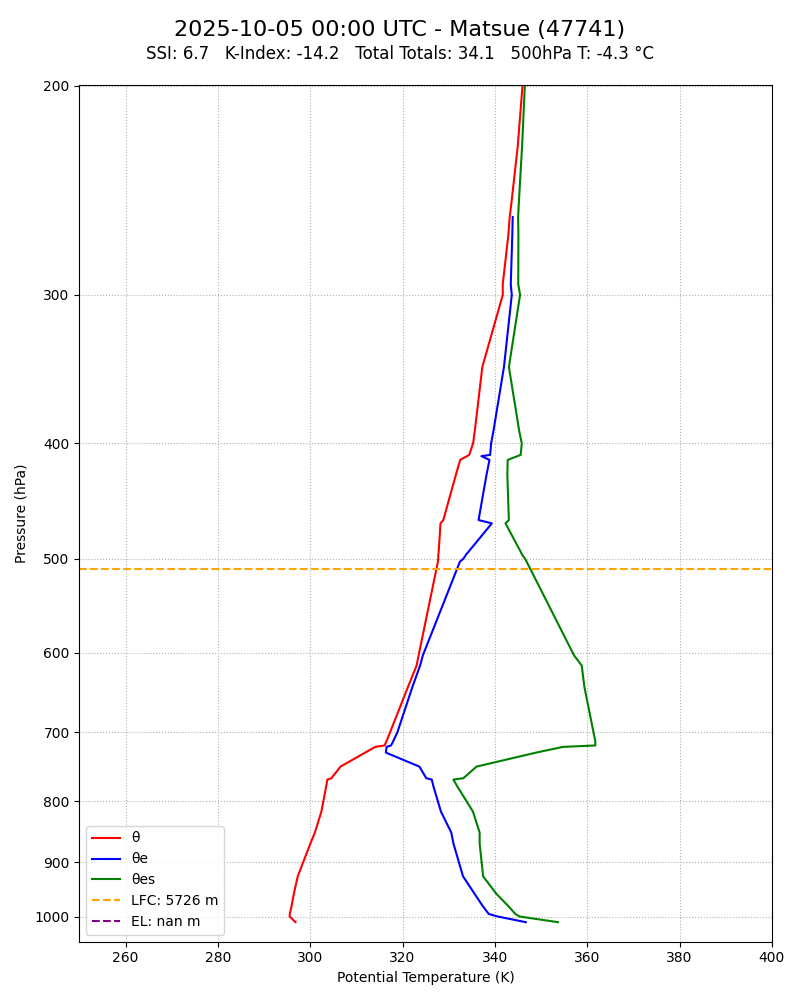 2025-10-05 00:00 UTC - Matsue (47741)
SSI: 6.7   K-Index: -14.2   Total Totals: 34.1   500hPa T: -4.3 °C
200
300
400
500
600
700
800
900
1000
Pressure (hPa)
θ
θe
θes
LFC: 5726 m
EL: nan m
260
280
300
320
340
360
380
400
Potential Temperature (K)